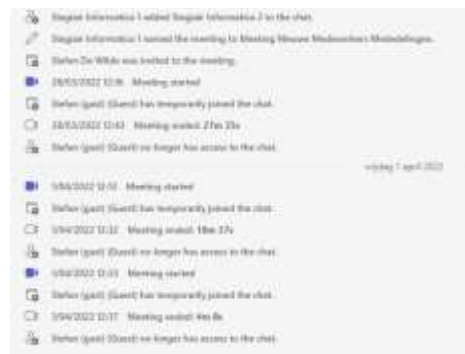 Stagiair Informatica 1 added Stagiair Informatica 2 to the chat.
Stagiair Informatica 1 named the meeting to Meeting Nieuwe Medewerkers Mededelingen.
Stefan De Wilde was invited to the meeting.
28/03/2022 Meeting started
Stefan (gast) (Guest) has temporarily joined the chat.
28/03/2022 12:43 Meeting ended: 27m
Stefan (gast) (Guest) no longer has access to the chat.
vrijdag 1 april 2022
1/04/2022 Meeting started
Stefan (gast) (Guest) has temporarily joined the chat.
1/04/2022 12:32 Meeting ended: 18m 37s
Stefan (gast) (Guest) no longer has access to the chat.
1/04/2022 12:33 Meeting started
Stefan (gast) (Guest) has temporarily joined the chat.
1/04/2022 12:37 Meeting ended: 4m 8s
Stefan (gast) (Guest) no longer has access to the chat.